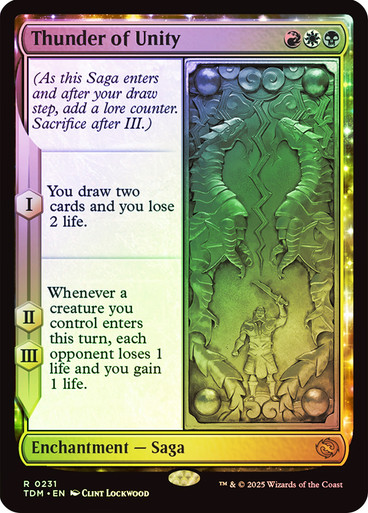 Thunder of Unity
(As this Saga enters
and after your draw
step, add a lore counter.
Sacrifice after III.)
I
You draw two
cards and you lose
2 life.
II
III
Whenever a
creature you
control enters
this turn, each
opponent loses 1
life and you gain
1 life.
Enchantment — Saga
R 0231
TDM • EN Clint Lockwood
™ & © 2025 Wizards of the Coast